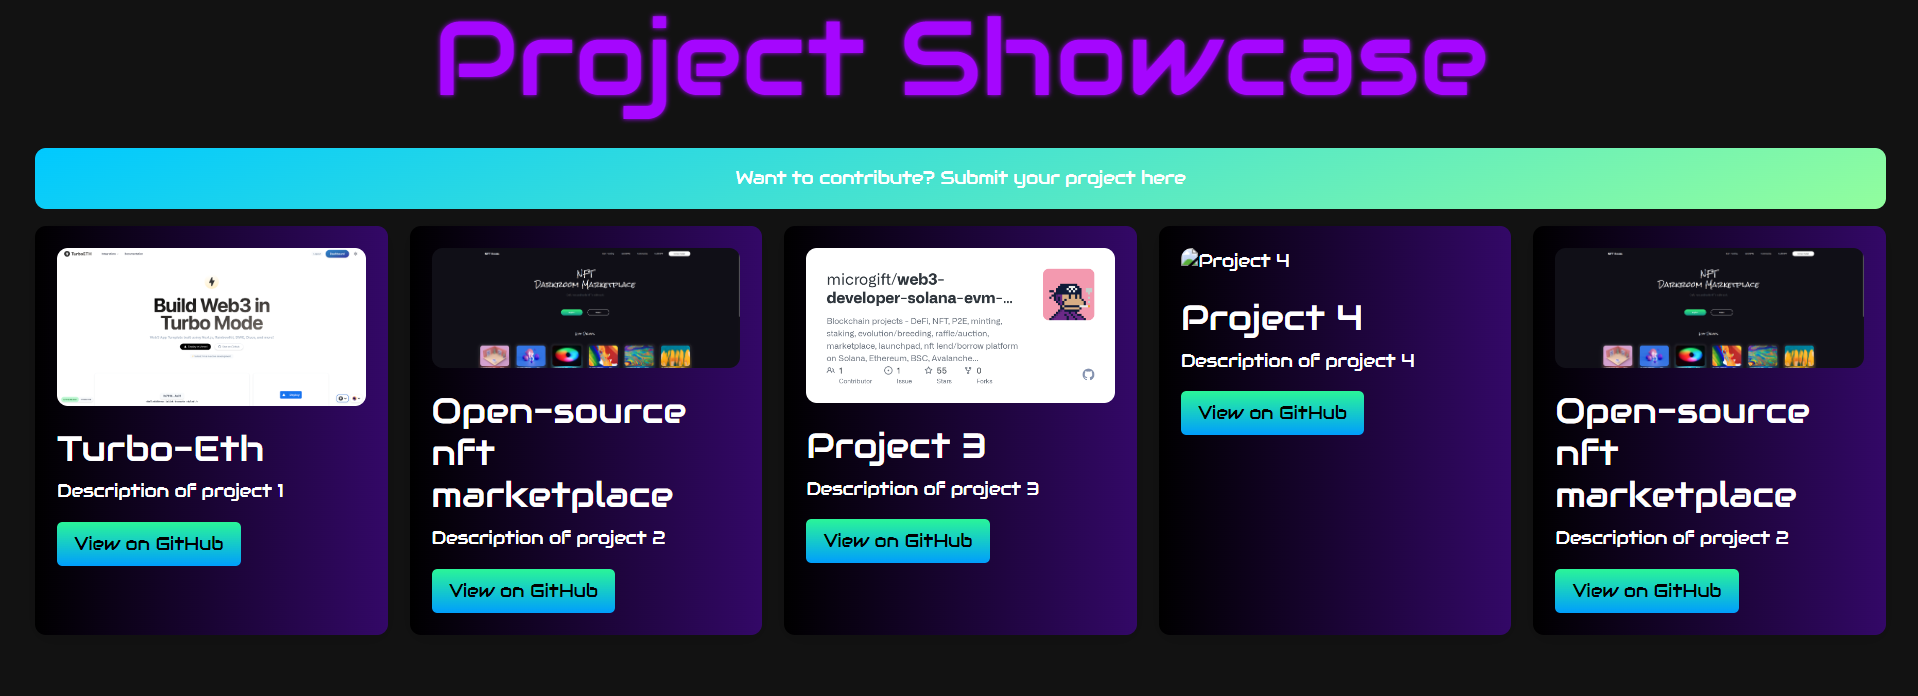 Project Showcase
Want to contribute? Submit your project here
TurboETH
Build Web3 in
Turbo Mode
Turbo-Eth
Description of project 1
View on GitHub
NFT
Darkroom Marketplace
Open-source
nft
marketplace
Description of project 2
View on GitHub
microgift/web3-
developer-solana-evm-...
Blockchain projects - DeFi, NFT, P2E, minting,
staking, evolution/breeding, raffle/auction,
marketplace, launchpad, nft lend/borrow platform
on Solana, Ethereum, BSC, Avalanche...
1 1 55 0
Contributor Issue Stars Forks
Project 3
Description of project 3
View on GitHub
Project 4
Project 4
Description of project 4
View on GitHub
NFT
Darkroom Marketplace
Open-source
nft
marketplace
Description of project 2
View on GitHub